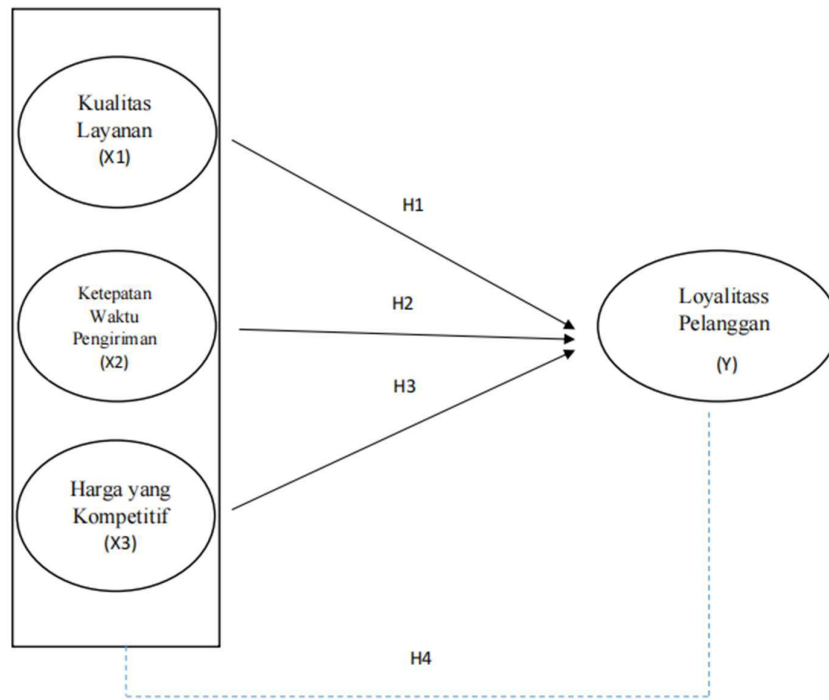 Kualitas
Layanan
(X1)
H1
Ketepatan
Waktu
Pengiriman
(X2)
H2
Loyalitass
Pelanggan
(Y)
H3
Harga yang
Kompetitif
(X3)
H4